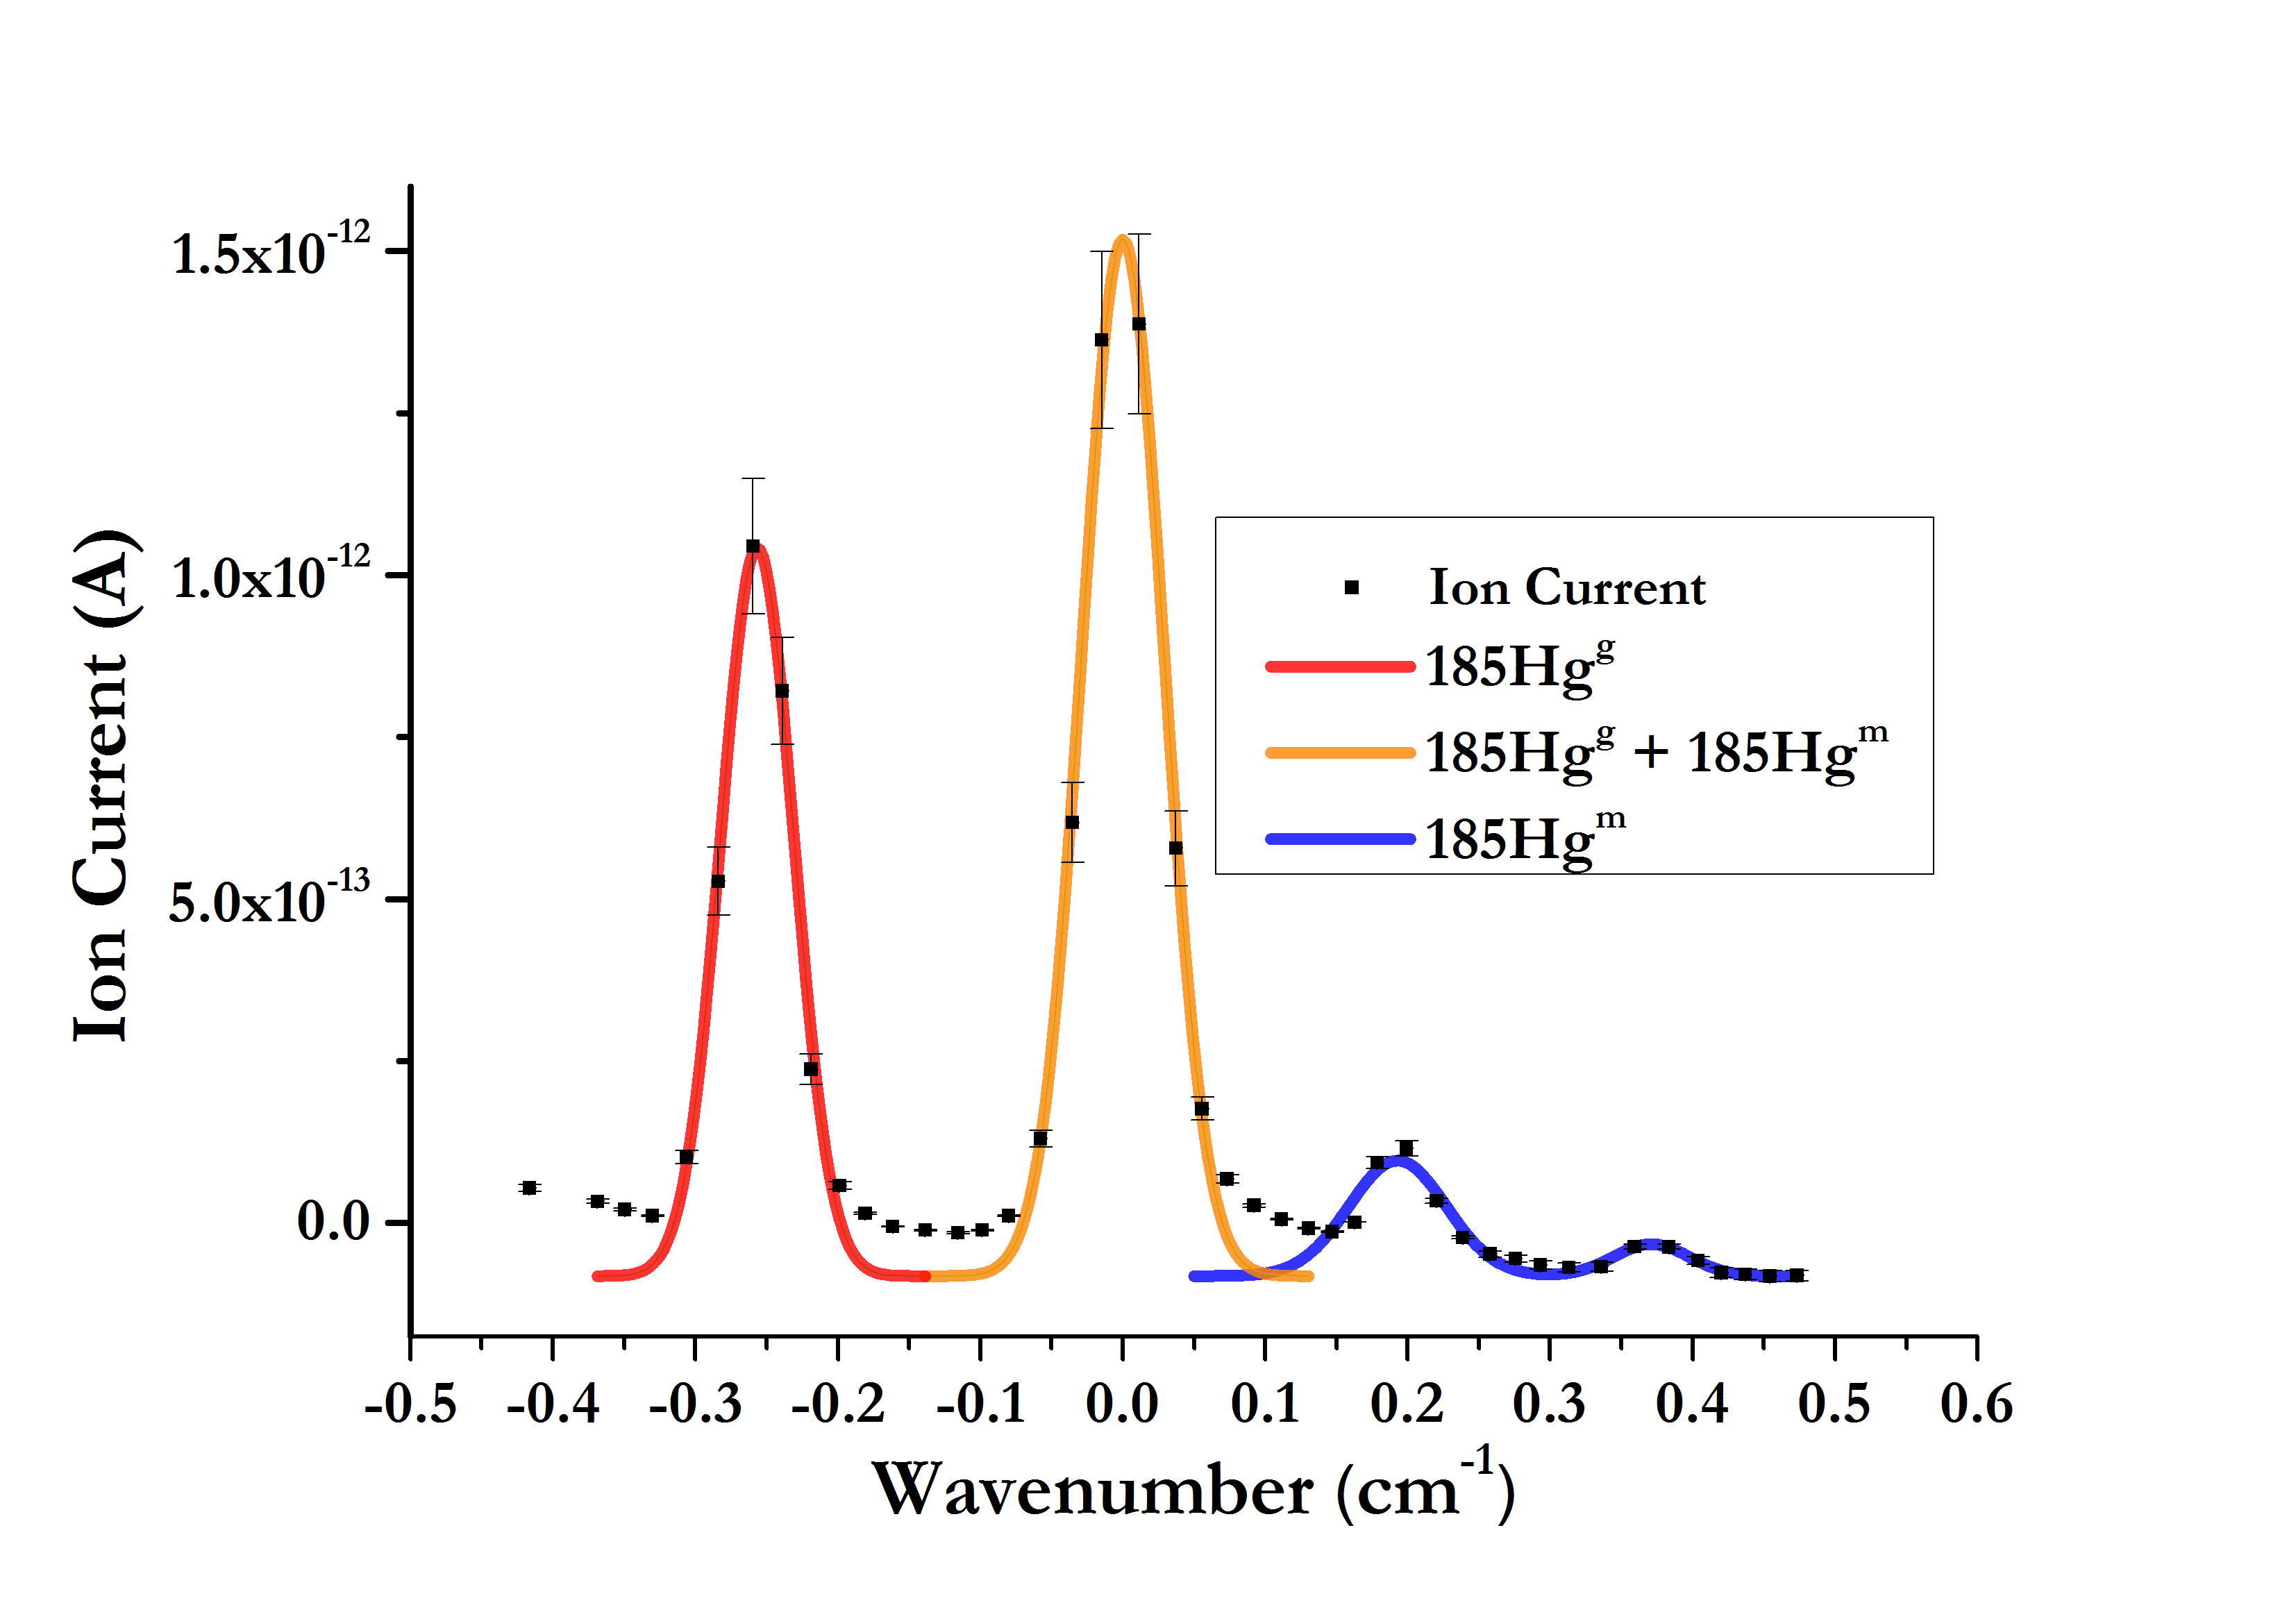 1.5x10⁻¹²
1.0x10⁻¹²
5.0x10⁻¹³
0.0
Ion Current (A)
Ion Current
185Hgᵍ
185Hgᵍ + 185Hgᵐ
185Hgᵐ
-0.5 -0.4 -0.3 -0.2 -0.1 0.0 0.1 0.2 0.3 0.4 0.5 0.6
Wavenumber (cm⁻¹)